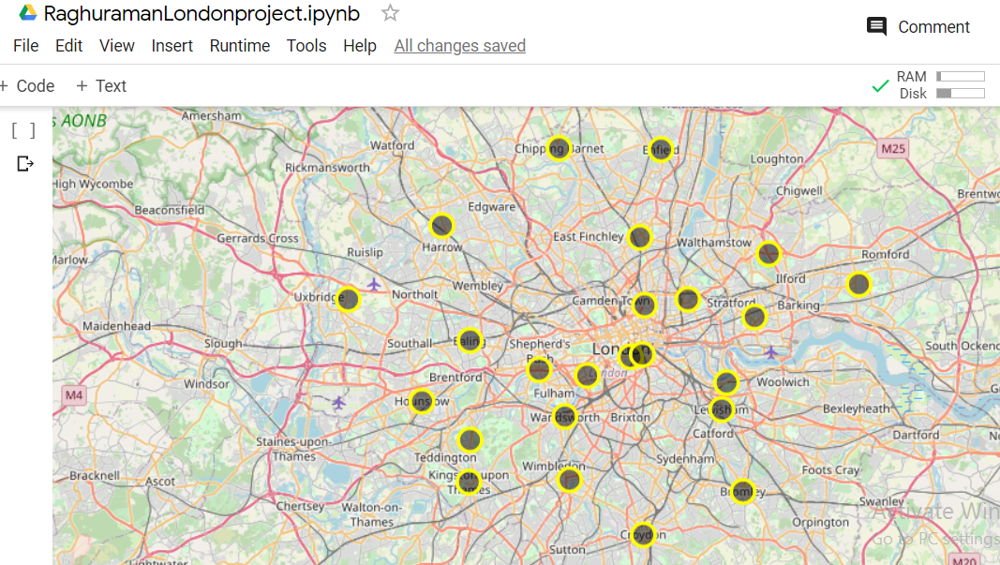 RaghuramanLondonproject.ipynb
Comment
File Edit View Insert Runtime Tools Help All changes saved
+ Code + Text
RAM
Disk
[ ]
s AONB
Amersham
Watford
Chipping Barnet
Enfield
M25
Loughton
Rickmansworth
High Wycombe
Chigwell
Brentwo
Beaconsfield
Edgware
Gerrards Cross
East Finchley
Walthamstow
Harrow
Ruislip
Romford
Marlow
Ilford
Wembley
Uxbridge
Northolt
Camden Town
Stratford
Barking
Maidenhead
Slough
Southall
Ealing
Shepherd's
Bush
London
South Ockend
London
Brentford
Windsor
Woolwich
M4
Fulham
Hounslow
Wandsworth
Brixton
Lewisham
Bexleyheath
Catford
Dartford
Staines-upon-
Thames
Teddington
Sydenham
Wimbledon
Foots Cray
Bracknell
Ascot
Kingston upon
Thames
Bromley
Swanley
Chertsey
Walton-on-
Thames
Activate Win
Orpington
Croydon
Go to PC settings
Sutton
M20
Lightwater